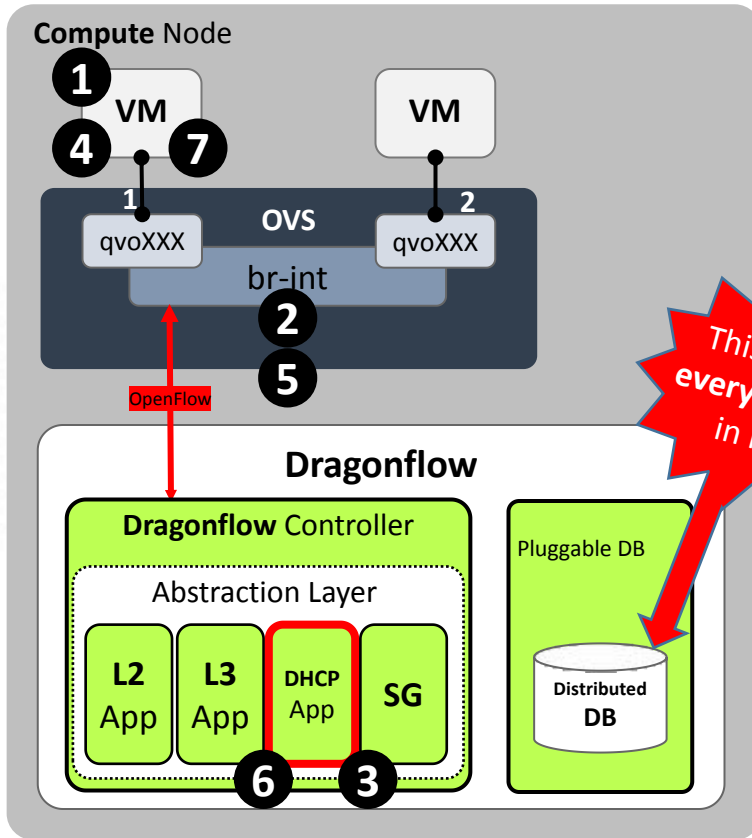 Compute Node
1
VM
4
7
VM
1
2
OVS
qvoXXX
qvoXXX
br-int
2
5
OpenFlow
This
every
in
Dragonflow
Dragonflow Controller
Abstraction Layer
L2
App
L3
App
DHCP
App
SG
6
3
Pluggable DB
Distributed
DB